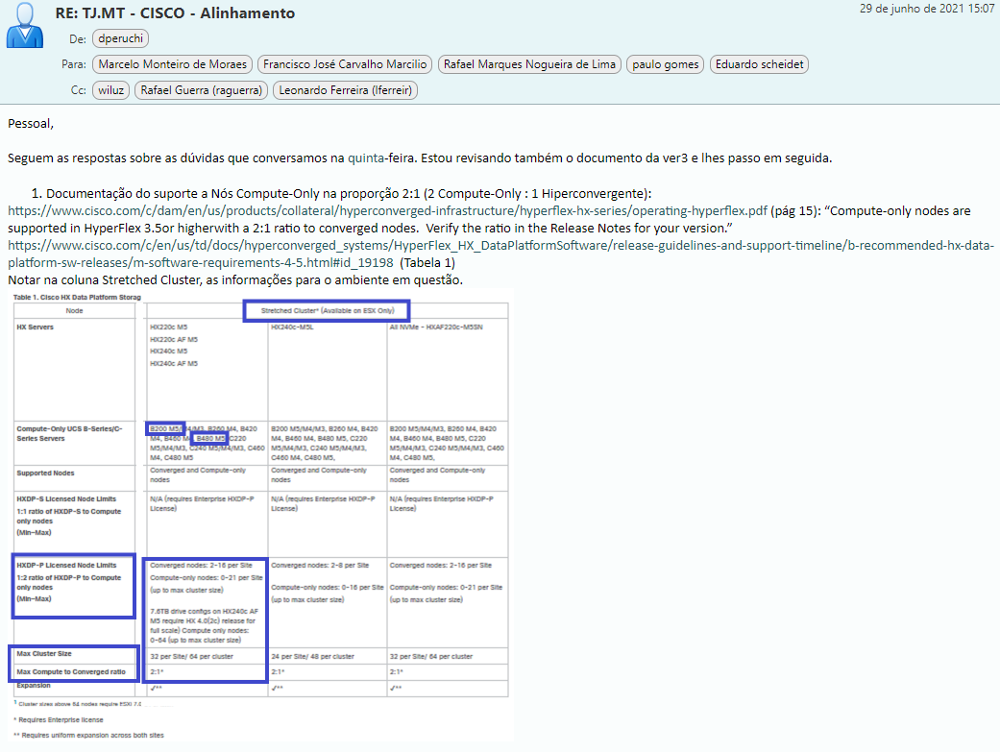 RE: TJ.MT - CISCO - Alinhamento
29 de junho de 2021 15:07
De: dperuchi
Para: Marcelo Monteiro de Moraes Francisco José Carvalho Marcilio Rafael Marques Nogueira de Lima paulo gomes Eduardo scheidet
Cc: wiluz Rafael Guerra (raguerra) Leonardo Ferreira (lferreir)
Pessoal,
Seguem as respostas sobre as dúvidas que conversamos na quinta-feira. Estou revisando também o documento da ver3 e lhes passo em seguida.
1. Documentação do suporte a Nós Compute-Only na proporção 2:1 (2 Compute-Only : 1 Hiperconvergente):
https://www.cisco.com/c/dam/en/us/products/collateral/hyperconverged-infrastructure/hyperflex-hx-series/operating-hyperflex.pdf (pág 15): “Compute-only nodes are
supported in HyperFlex 3.5or higherwith a 2:1 ratio to converged nodes.  Verify the ratio in the Release Notes for your version.”
https://www.cisco.com/c/en/us/td/docs/hyperconverged_systems/HyperFlex_HX_DataPlatformSoftware/release-guidelines-and-support-timeline/b-recommended-hx-data-
platform-sw-releases/m-software-requirements-4-5.html#id_19198  (Tabela 1)
Notar na coluna Stretched Cluster, as informações para o ambiente em questão.
Table 1. Cisco HX Data Platform Storag
Node
Stretched Cluster* (Available on ESX Only)
HX Servers
HX220c M5
HX220c AF M5
HX240c M5
HX240c AF M5
HX240c-M5L
All NVMe - HXAF220c-M5SN
Compute-Only UCS B-Series/C-
Series Servers
B200 M5/M4/M3, B260 M4, B420
M4, B460 M4, B480 M5, C220
M5/M4/M3, C240 M5/M4/M3, C460
M4, C480 M5
B200 M5/M4/M3, B260 M4, B420
M4, B460 M4, B480 M5, C220
M5/M4/M3, C240 M5/M4/M3,
C460 M4, C480 M5,
B200 M5/M4/M3, B260 M4, B420
M4, B460 M4, B480 M5, C220
M5/M4/M3, C240 M5/M4/M3, C460
M4, C480 M5,
Supported Nodes
Converged and Compute-only
nodes
Converged and Compute-only
nodes
Converged and Compute-only
nodes
HXDP-S Licensed Node Limits
1:1 ratio of HXDP-S to Compute
only nodes
(Min-Max)
N/A (requires Enterprise HXDP-P
License)
N/A (requires Enterprise HXDP-P
License)
N/A (requires Enterprise HXDP-P
License)
HXDP-P Licensed Node Limits
1:2 ratio of HXDP-P to Compute
only nodes
(Min-Max)
Converged nodes: 2-16 per Site
Compute-only nodes: 0-21 per Site
(up to max cluster size)
7.6TB drive configs on HX240c AF
M5 require HX 4.0(2c) release for
full scale) Compute only nodes:
0-64 (up to max cluster size)
Converged nodes: 2-8 per Site
Compute-only nodes: 0-16 per Site
(up to max cluster size)
Converged nodes: 2-16 per Site
Compute-only nodes: 0-21 per Site
(up to max cluster size)
Max Cluster Size
32 per Site/ 64 per cluster
24 per Site/ 48 per cluster
32 per Site/ 64 per cluster
Max Compute to Converged ratio
2:1*
2:1*
2:1*
Expansion
✓**
✓**
✓**
1 Cluster sizes above 64 nodes require ESXi 7.0
* Requires Enterprise license
** Requires uniform expansion across both sites